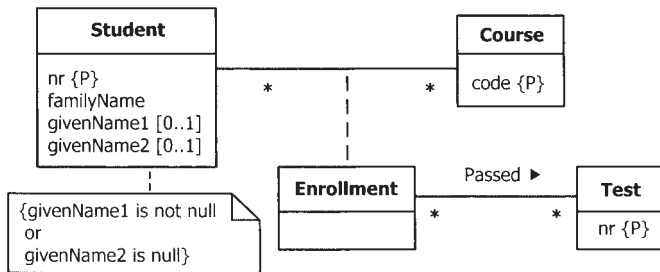 Student
nr {P}
familyName
givenName1 [0..1]
givenName2 [0..1]
{givenName1 is not null
or
givenName2 is null}
*
*
Course
code {P}
Enrollment
Passed ►
*
*
Test
nr {P}